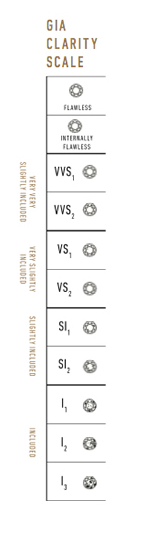 GIA
CLARITY
SCALE
FLAWLESS
INTERNALLY
FLAWLESS
VERY VERY
SLIGHTLY INCLUDED
VVS1
VVS2
VERY SLIGHTLY
INCLUDED
VS1
VS2
SLIGHTLY INCLUDED
SI1
SI2
INCLUDED
I1
I2
I3